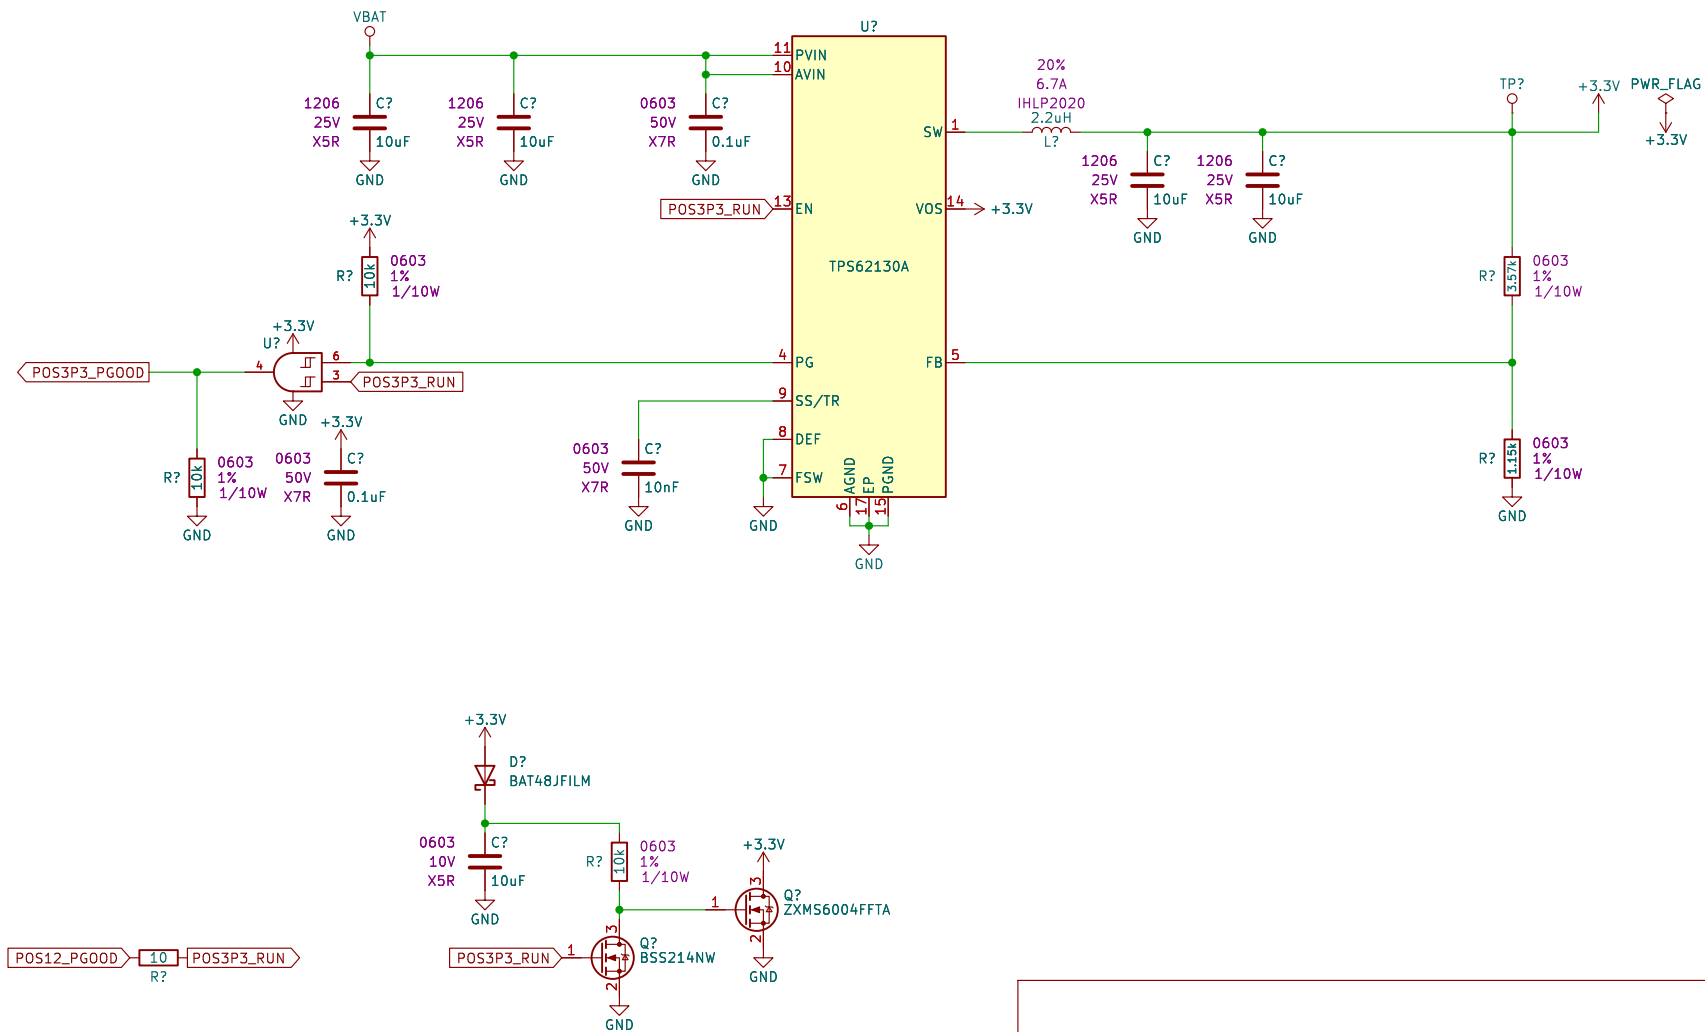 VBAT
1206
25V
X5R
C?
10uF
GND
1206
25V
X5R
C?
10uF
GND
0603
50V
X7R
C?
0.1uF
GND
U?
11
PVIN
10
AVIN
SW
1
POS3P3_RUN
13
EN
VOS
14
+3.3V
TPS62130A
4
PG
FB
5
9
SS/TR
8
DEF
7
FSW
AGND
EP
PGND
6
17
15
GND
20%
6.7A
IHLP2020
2.2uH
L?
1206
25V
X5R
C?
10uF
GND
1206
25V
X5R
C?
10uF
GND
TP?
+3.3V
PWR_FLAG
+3.3V
R?
3.57k
0603
1%
1/10W
R?
1.15k
0603
1%
1/10W
GND
+3.3V
R?
10k
0603
1%
1/10W
+3.3V
U?
POS3P3_PGOOD
4
6
3
POS3P3_RUN
GND
R?
10k
0603
1%
1/10W
GND
+3.3V
0603
50V
X7R
C?
0.1uF
GND
0603
50V
X7R
C?
10nF
GND
GND
+3.3V
D?
BAT48JFILM
0603
10V
X5R
C?
10uF
GND
R?
10k
0603
1%
1/10W
+3.3V
3
1
Q?
ZXMS6004FFTA
2
GND
POS12_PGOOD
10
R?
POS3P3_RUN
POS3P3_RUN
1
3
Q?
BSS214NW
2
GND